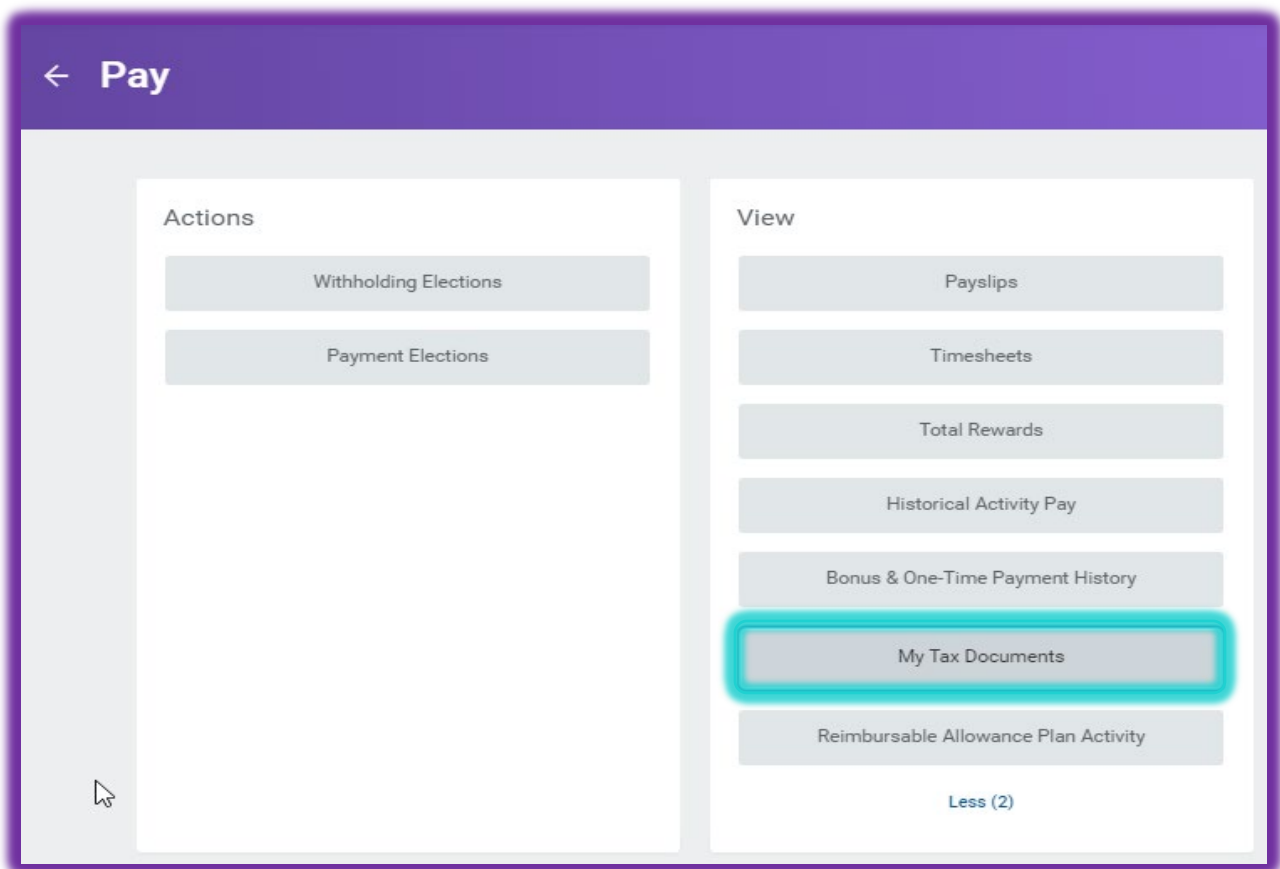 Pay
Actions
Withholding Elections
Payment Elections
View
Payslips
Timesheets
Total Rewards
Historical Activity Pay
Bonus & One-Time Payment History
My Tax Documents
Reimbursable Allowance Plan Activity
Less (2)